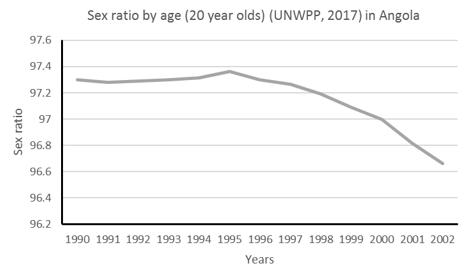 Sex ratio by age (20 year olds) (UNWPP, 2017) in Angola
97.6
97.4
97.2
97
96.8
96.6
96.4
96.2
Sex ratio
1990 1991 1992 1993 1994 1995 1996 1997 1998 1999 2000 2001 2002
Years